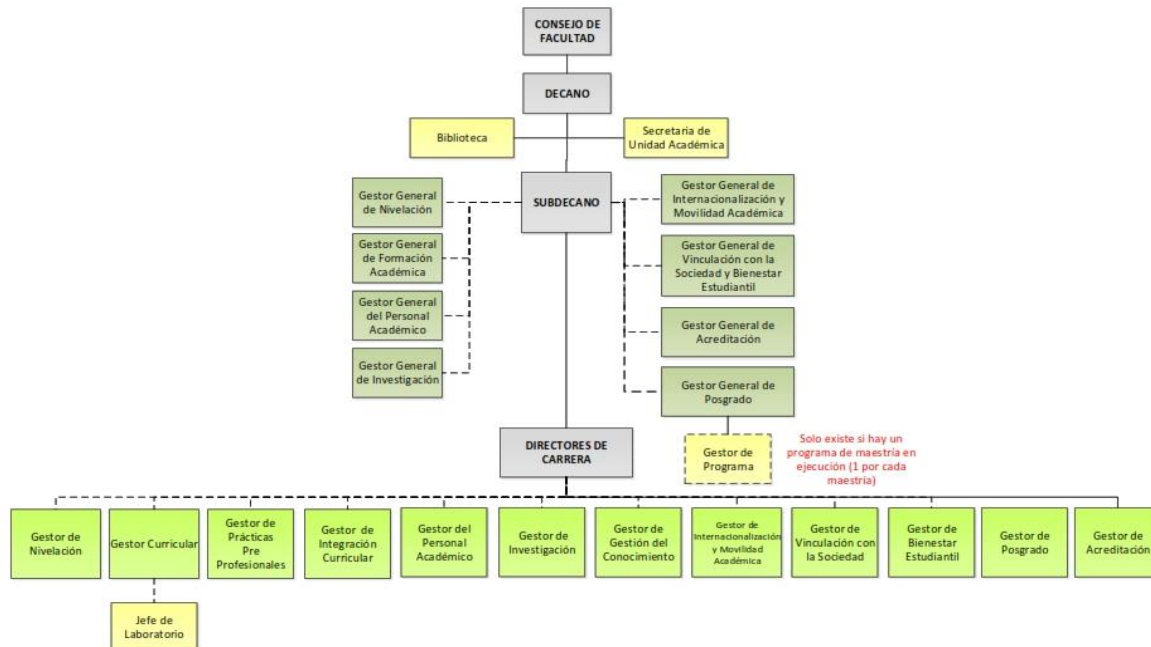 CONSEJO DE
FACULTAD
DECANO
Biblioteca
Secretaria de
Unidad Académica
SUBDECANO
Gestor General
de Nivelación
Gestor General
de Formación
Académica
Gestor General
del Personal
Académico
Gestor General
de Investigación
Gestor General de
Internacionalización y
Movilidad Académica
Gestor General de
Vinculación con la
Sociedad y Bienestar
Estudiantil
Gestor General de
Acreditación
Gestor General de
Posgrado
Gestor de
Programa
Solo existe si hay un
programa de maestría en
ejecución (1 por cada
maestría)
DIRECTORES DE
CARRERA
Gestor de
Nivelación
Gestor Curricular
Gestor de
Prácticas
Pre
Profesionales
Gestor de
Integración
Curricular
Gestor del
Personal
Académico
Gestor de
Investigación
Gestor de
Gestión del
Conocimiento
Gestor de
Internacionalización
y Movilidad
Académica
Gestor de
Vinculación con
la Sociedad
Gestor de
Bienestar
Estudiantil
Gestor de
Posgrado
Gestor de
Acreditación
Jefe de
Laboratorio